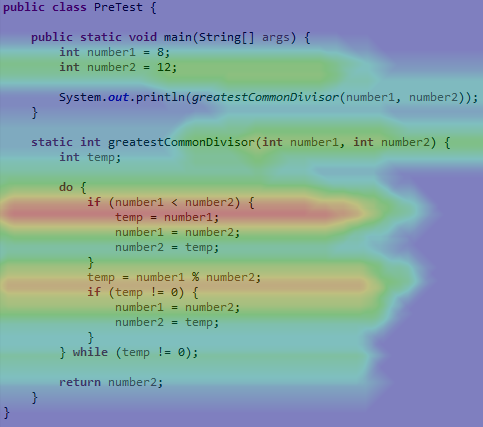 public class PreTest {
public static void main(String[] args) {
int number1 = 8;
int number2 = 12;
System.out.println(greatestCommonDivisor(number1, number2));
}
static int greatestCommonDivisor(int number1, int number2) {
int temp;
do {
if (number1 < number2) {
temp = number1;
number1 = number2;
number2 = temp;
}
temp = number1 % number2;
if (temp != 0) {
number1 = number2;
number2 = temp;
}
} while (temp != 0);
return number2;
}
}